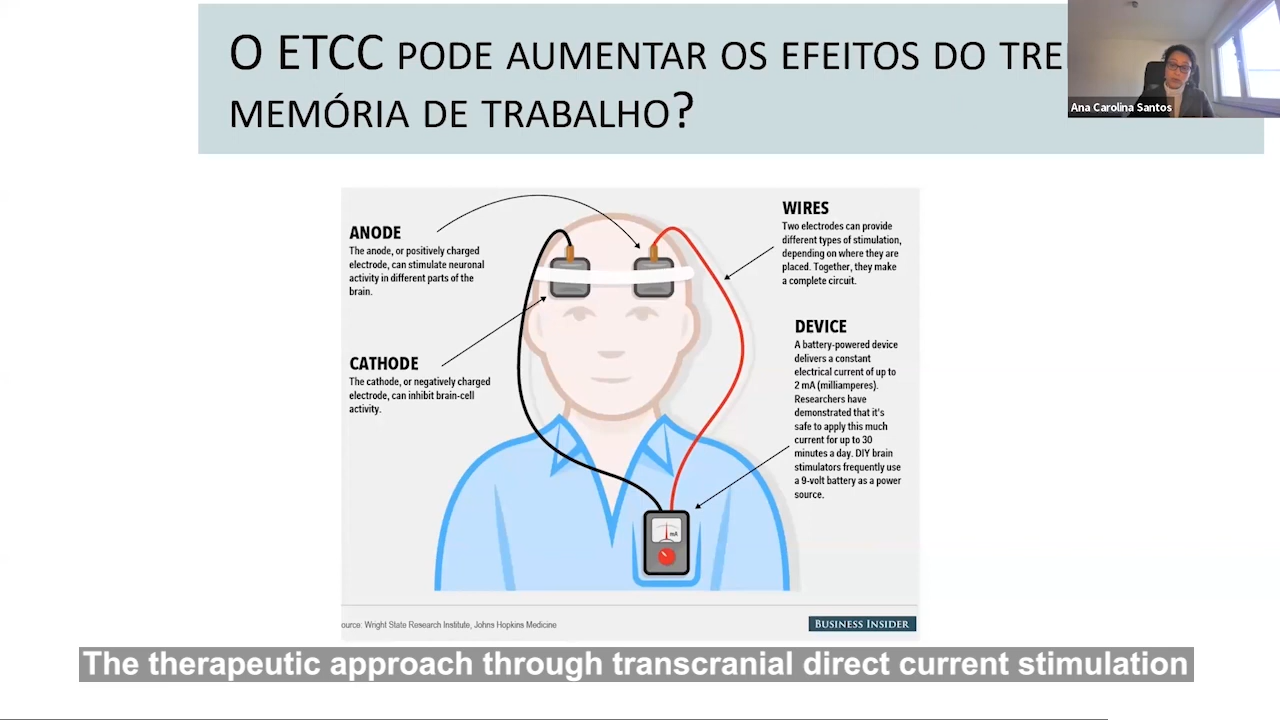 O ETCC PODE AUMENTAR OS EFEITOS DO
MEMÓRIA DE TRABALHO?
Ana Carolina Santos
ANODE
The anode, or positively charged
electrode, can stimulate neuronal
activity in different parts of the
brain.
CATHODE
The cathode, or negatively charged
electrode, can inhibit brain-cell
activity.
WIRES
Two electrodes can provide
different types of stimulation,
depending on where they are
placed. Together, they make
a complete circuit.
DEVICE
A battery-powered device
delivers a constant
electrical current of up to
2 mA (milliamperes).
Researchers have
demonstrated that it's
safe to apply this much
current for up to 30
minutes a day. DIY brain
stimulators frequently use
a 9-volt battery as a power
source.
mA
ource: Wright State Research Institute, Johns Hopkins Medicine
BUSINESS INSIDER
The therapeutic approach through transcranial direct current stimulation